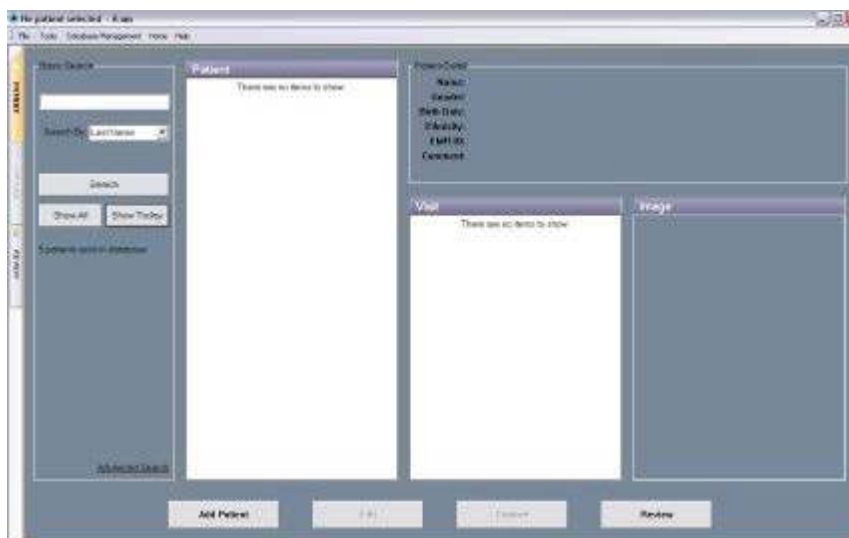 No patient selected - 
File Tools Database Management Home Help
Patient
Basic Search
There are no items to show
Patient Detail
Name:
Gender:
Birth Date:
Ethnicity:
EMR ID:
Comment:
Search By: Last Name
Search
Show All Show Today
Visit
Image
There are no items to show
Advanced Search
Add Patient
Edit
Review